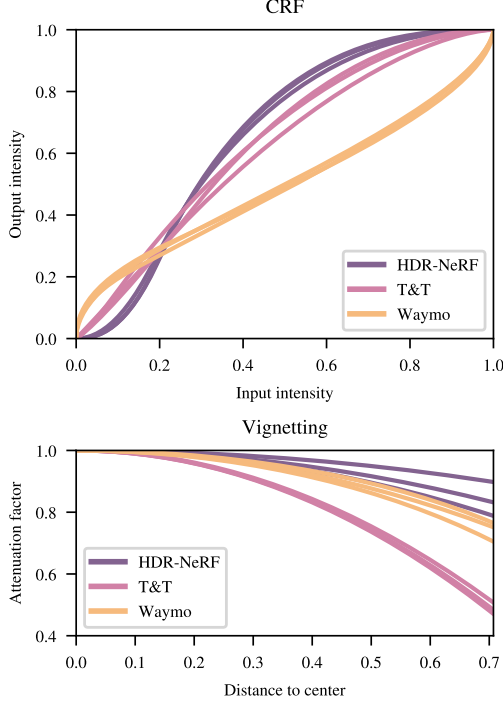 CRF
1.0
0.8
0.6
0.4
0.2
0.0
Output intensity
HDR-NeRF
T&T
Waymo
0.0 0.2 0.4 0.6 0.8 1.0
Input intensity
Vignetting
1.0
0.8
0.6
0.4
Attenuation factor
HDR-NeRF
T&T
Waymo
0.0 0.1 0.2 0.3 0.4 0.5 0.6 0.7
Distance to center